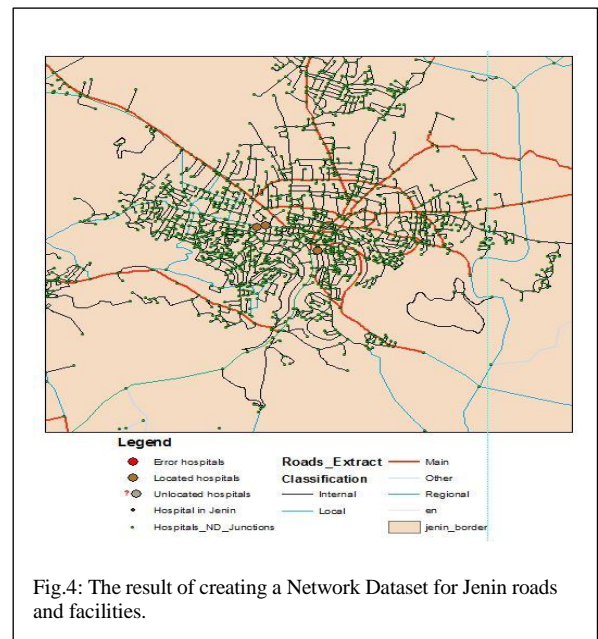 Legend
Error hospitals
Located hospitals
? Unlocated hospitals
Hospital in Jenin
Hospitals_ND_Junctions
Roads_Extract
Classification
Internal
Local
Main
Other
Regional
en
jenin_border
Fig.4: The result of creating a Network Dataset for Jenin roads
and facilities.